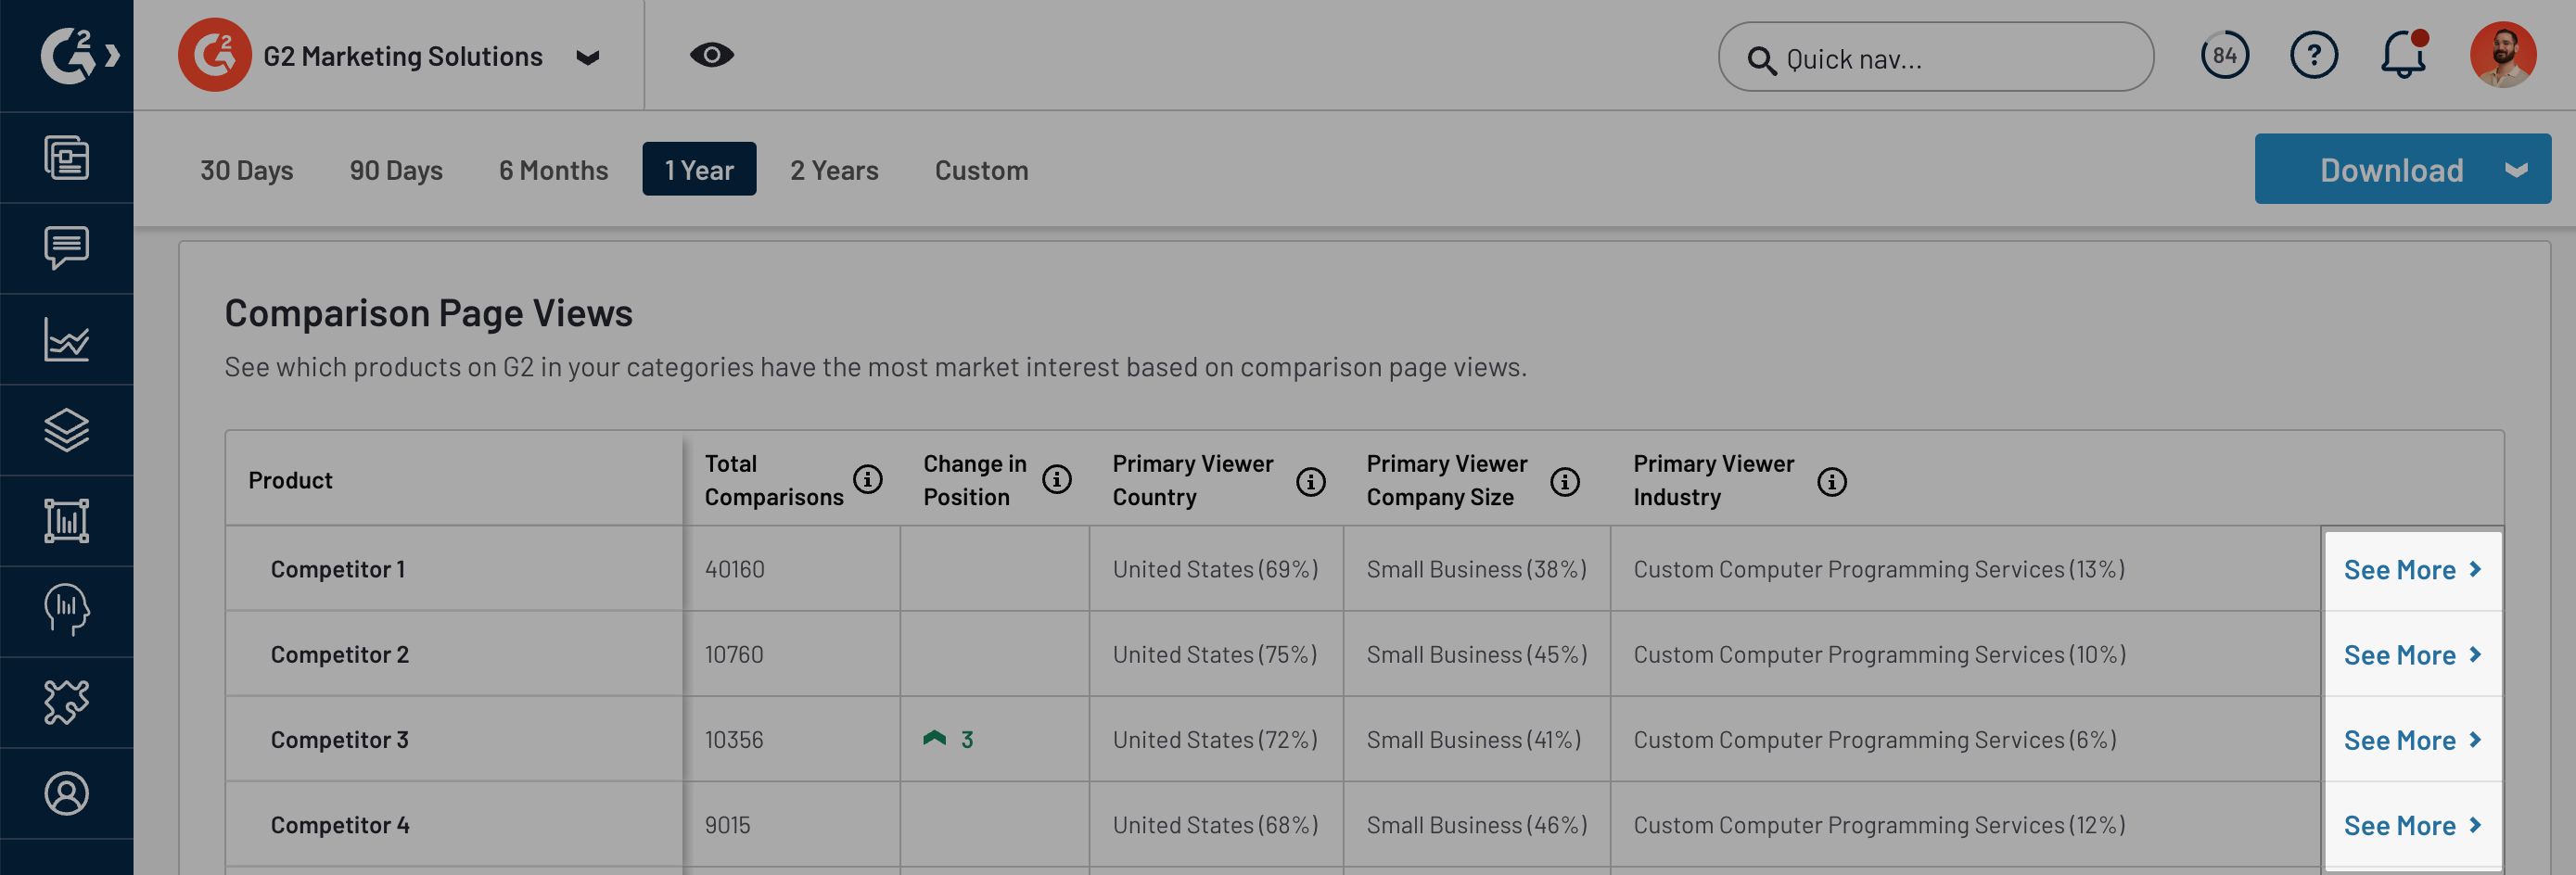 G2 Marketing Solutions
Quick nav...
84
?
30 Days 90 Days 6 Months 1 Year 2 Years Custom
Download
Comparison Page Views
See which products on G2 in your categories have the most market interest based on comparison page views.
Product
Total Comparisons
Change in Position
Primary Viewer Country
Primary Viewer Company Size
Primary Viewer Industry
Competitor 1 40160 United States (69%) Small Business (38%) Custom Computer Programming Services (13%) See More
Competitor 2 10760 United States (75%) Small Business (45%) Custom Computer Programming Services (10%) See More
Competitor 3 10356 3 United States (72%) Small Business (41%) Custom Computer Programming Services (6%) See More
Competitor 4 9015 United States (68%) Small Business (46%) Custom Computer Programming Services (12%) See More